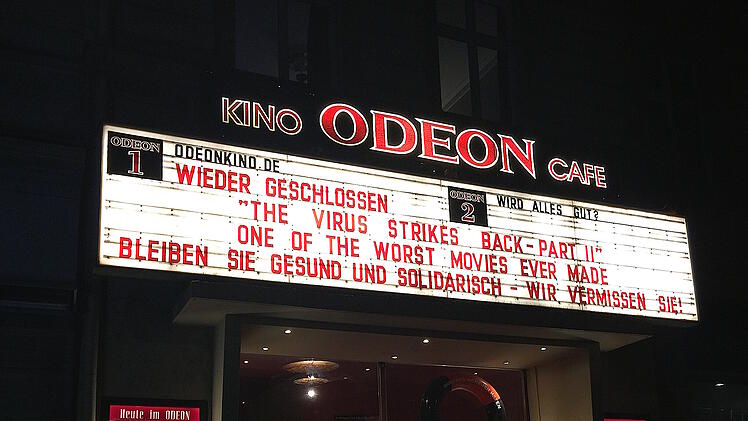 KINO ODEON CAFE
ODEON 1
ODEONKINO.DE
ODEON 2
WIRD ALLES GUT?
WIEDER GESCHLOSSEN
"THE VIRUS STRIKES BACK-PART II"
ONE OF THE WORST MOVIES EVER MADE
BLEIBEN SIE GESUND UND SOLIDARISCH - WIR VERMISSEN SIE!
Heute im ODEON